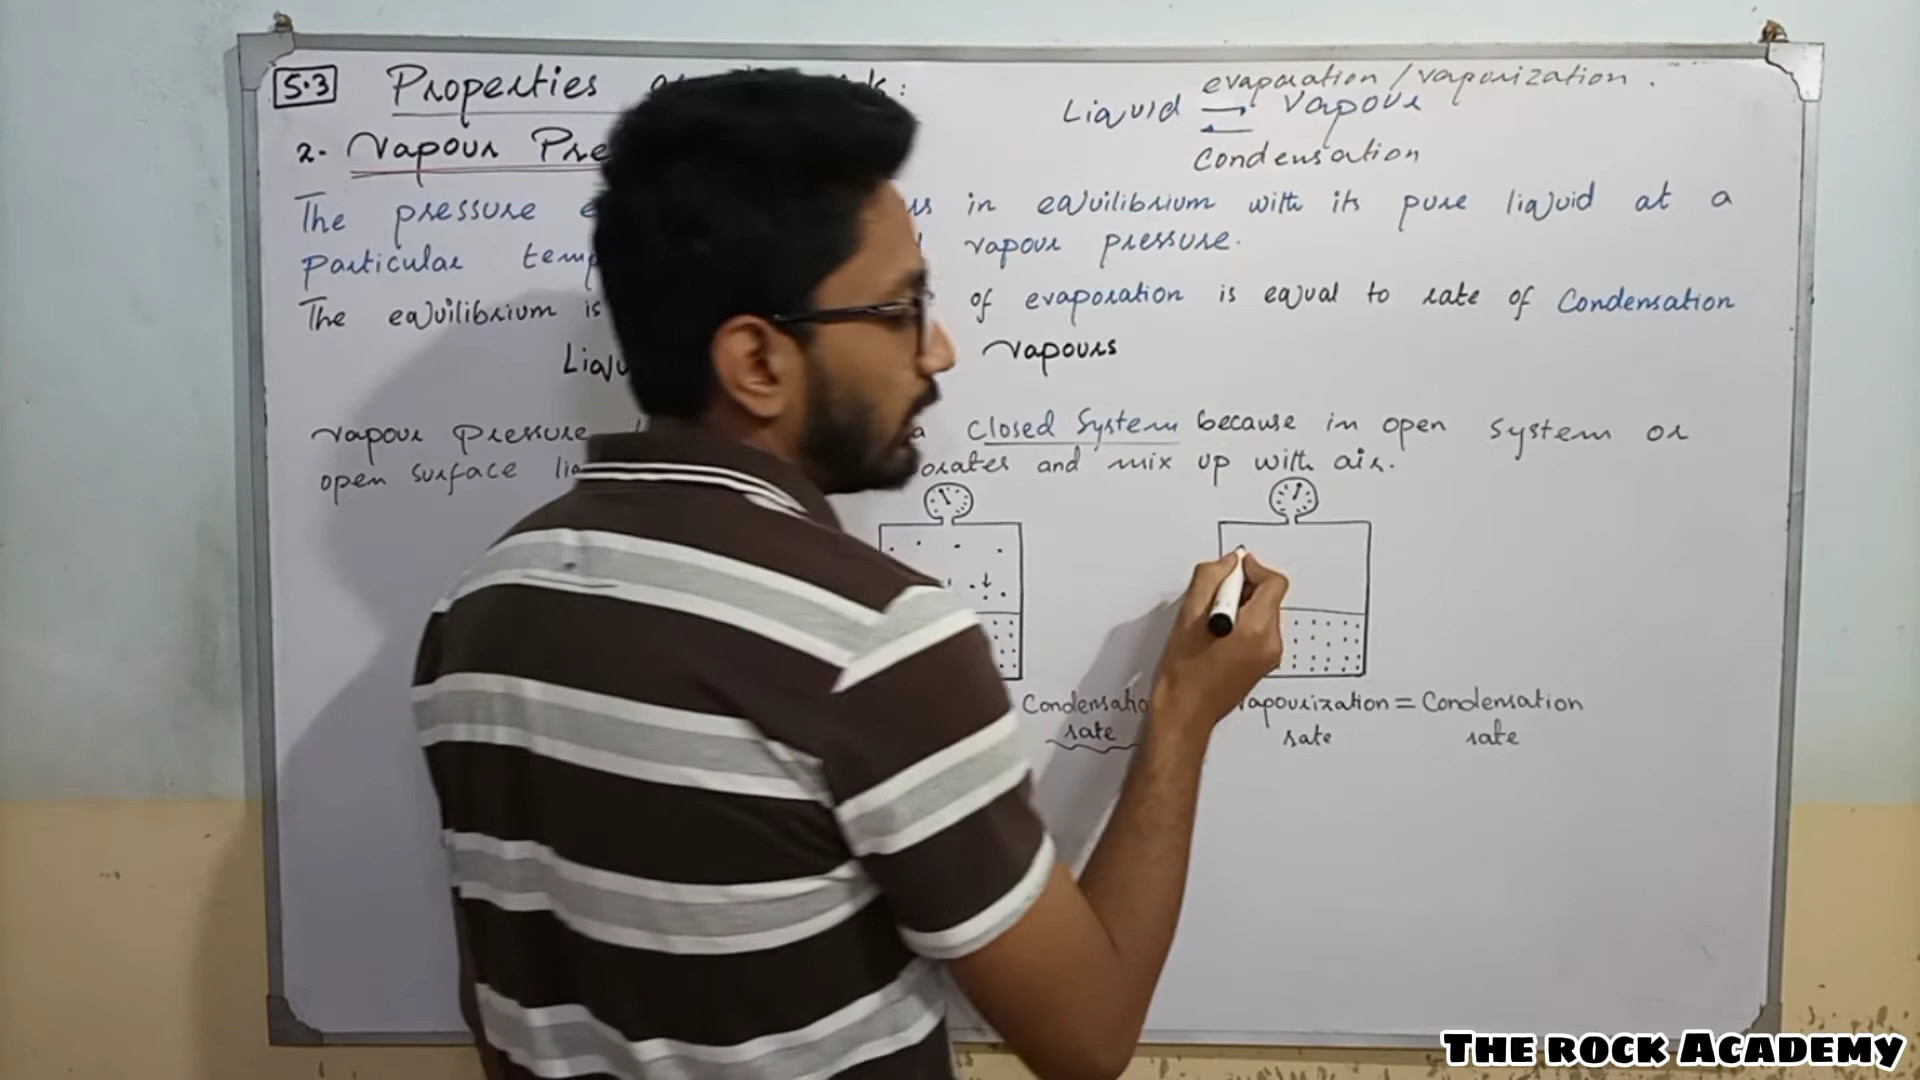 5.3 Properties
evaporation / vaporization.
Liquid ⇌ Vapour
Condensation
2. Vapour Pre
The pressure e rs in equilibrium with its pure liquid at a
particular temp vapour pressure.
The equilibrium is of evaporation is equal to rate of Condensation
Liqu Vapours
Vapour Pressure a Closed System because in open system or
open surface liq orates and mix up with air.
Condensatio
rate
vapourization = Condensation
rate rate
THE ROCK ACADEMY